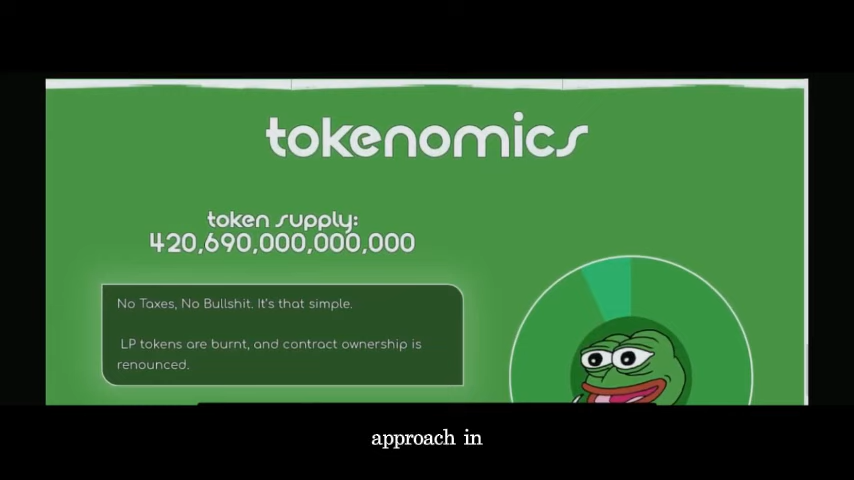 tokenomics
token supply:
420,690,000,000,000
No Taxes, No Bullshit. It's that simple.
LP tokens are burnt, and contract ownership is
renounced.
approach in